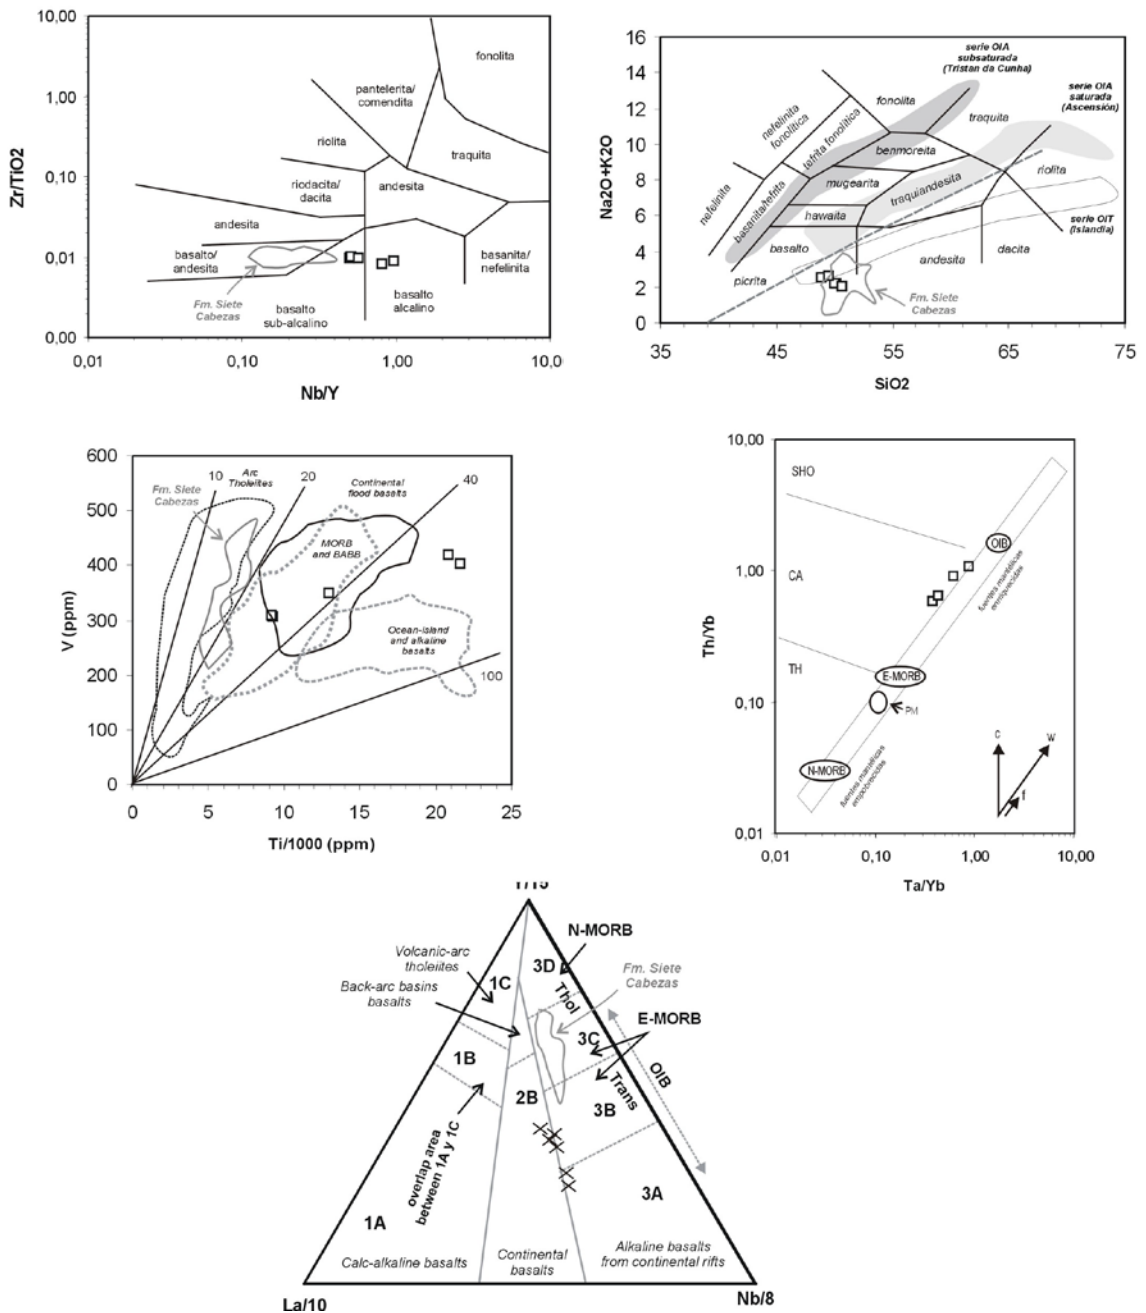 10,00
1,00
0,10
0,01
0,00
0,01
0,10
1,00
10,0
Zr/TiO2
Nb/Y
fonolita
pantelerita/
comendita
riolita
traquita
riodacita/
dacita
andesita
andesita
basalto/
andesita
basanita/
nefelinita
Fm. Siete
Cabezas
basalto
sub-alcalino
basalto
alcalino
16
14
12
10
8
6
4
2
0
35
45
55
65
75
Na2O+K2O
SiO2
serie OIA
subsaturada
(Tristan da Cunha)
serie OIA
saturada
(Ascensión)
nefelinita
fonolítica
tefrita fonolítica
fonolita
traquita
benmoreita
nefelinita
basanita/tefrita
mugearita
traquiandesita
riolita
hawaita
serie OIT
(Islandia)
basalto
andesita
dacita
picrita
Fm. Siete
Cabezas
600
500
400
300
200
100
0
0
5
10
15
20
25
V (ppm)
Ti/1000 (ppm)
10
Arc
Tholeiites
20
Continental
flood basalts
40
Fm. Siete
Cabezas
MORB
and BABB
Ocean-island
and alkaline
basalts
100
10,00
1,00
0,10
0,01
0,01
0,10
1,00
10,00
Th/Yb
Ta/Yb
SHO
CA
TH
OIB
fuentes mantélicas
enriquecidas
E-MORB
PM
N-MORB
fuentes mantélicas
empobrecidas
c
w
f
Y/15
N-MORB
Volcanic-arc
tholeiites
3D
Fm. Siete
Cabezas
1C
Back-arc basins
basalts
Thol
E-MORB
3C
1B
OIB
Trans
2B
3B
overlap area
between 1A y 1C
3A
1A
Calc-alkaline basalts
Continental
basalts
Alkaline basalts
from continental rifts
La/10
Nb/8